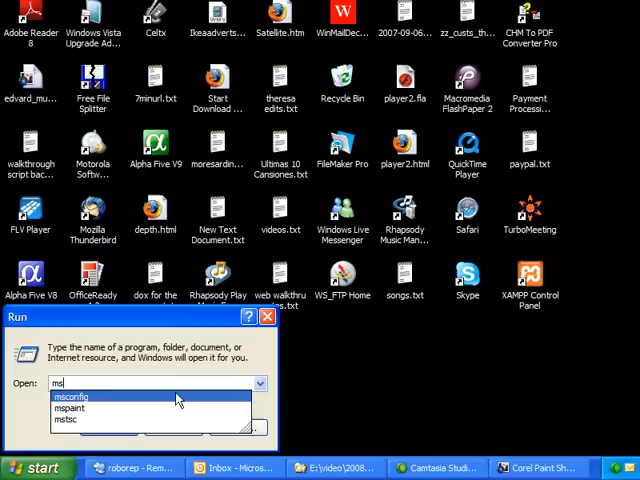 Adobe Reader 8
Windows Vista Upgrade Ad...
Celtx
Ikeaadverts...
Satellite.htm
WinMailDec...
2007-09-06...
zz_custs_th...
CHM To PDF Converter Pro
edvard_mu...
Free File Splitter
7minurl.txt
Start Download ...
theresa edits.txt
Recycle Bin
player2.fla
Macromedia FlashPaper 2
Payment Processi...
walkthrough script bac...
Motorola Softw...
Alpha Five V9
moresardin...
Ultimas 10 Cansiones.txt
FileMaker Pro
player2.html
QuickTime Player
paypal.txt
FLV Player
Mozilla Thunderbird
depth.html
New Text Document.txt
videos.txt
Windows Live Messenger
Rhapsody Music Man...
Safari
TurboMeeting
Alpha Five V8
OfficeReady
dox for the
Rhapsody Play
web walkthru
WS_FTP Home
songs.txt
Skype
XAMPP Control Panel
Run
Type the name of a program, folder, document, or
Internet resource, and Windows will open it for you.
Open:
ms
msconfig
mspaint
mstsc
start
roborep - Rem...
Inbox - Micros...
E:\video\2008...
Camtasia Studi...
Corel Paint Sh...